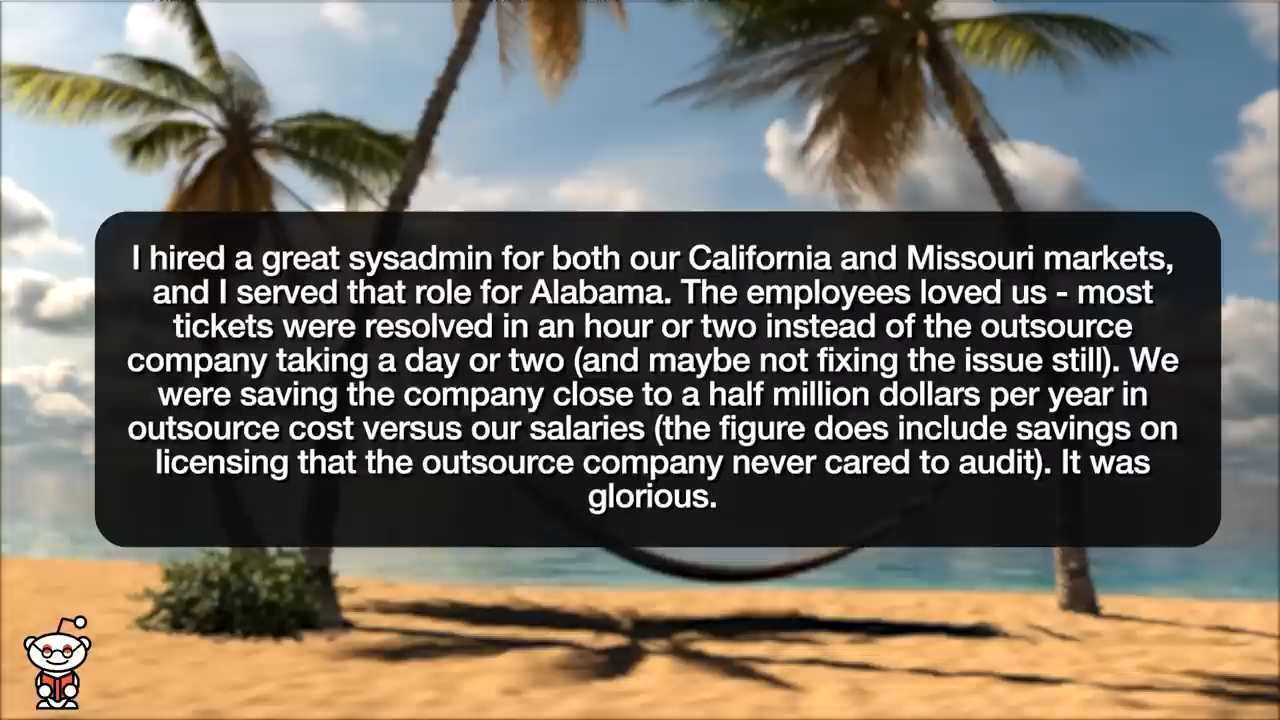 I hired a great sysadmin for both our California and Missouri markets,
and I served that role for Alabama. The employees loved us - most
tickets were resolved in an hour or two instead of the outsource
company taking a day or two (and maybe not fixing the issue still). We
were saving the company close to a half million dollars per year in
outsource cost versus our salaries (the figure does include savings on
licensing that the outsource company never cared to audit). It was
glorious.